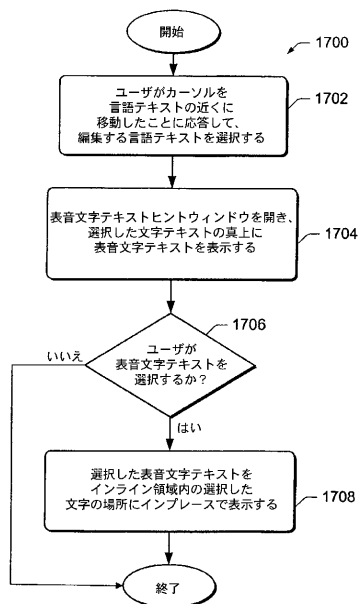 開始
1700
ユーザがカーソルを
言語テキストの近くに
移動したことに応答して、
編集する言語テキストを選択する
1702
表音文字テキストヒントウィンドウを開き、
選択した文字テキストの真上に
表音文字テキストを表示する
1704
1706
ユーザが
表音文字テキストを
選択するか？
いいえ
はい
選択した表音文字テキストを
インライン領域内の選択した
文字の場所にインプレースで表示する
1708
終了